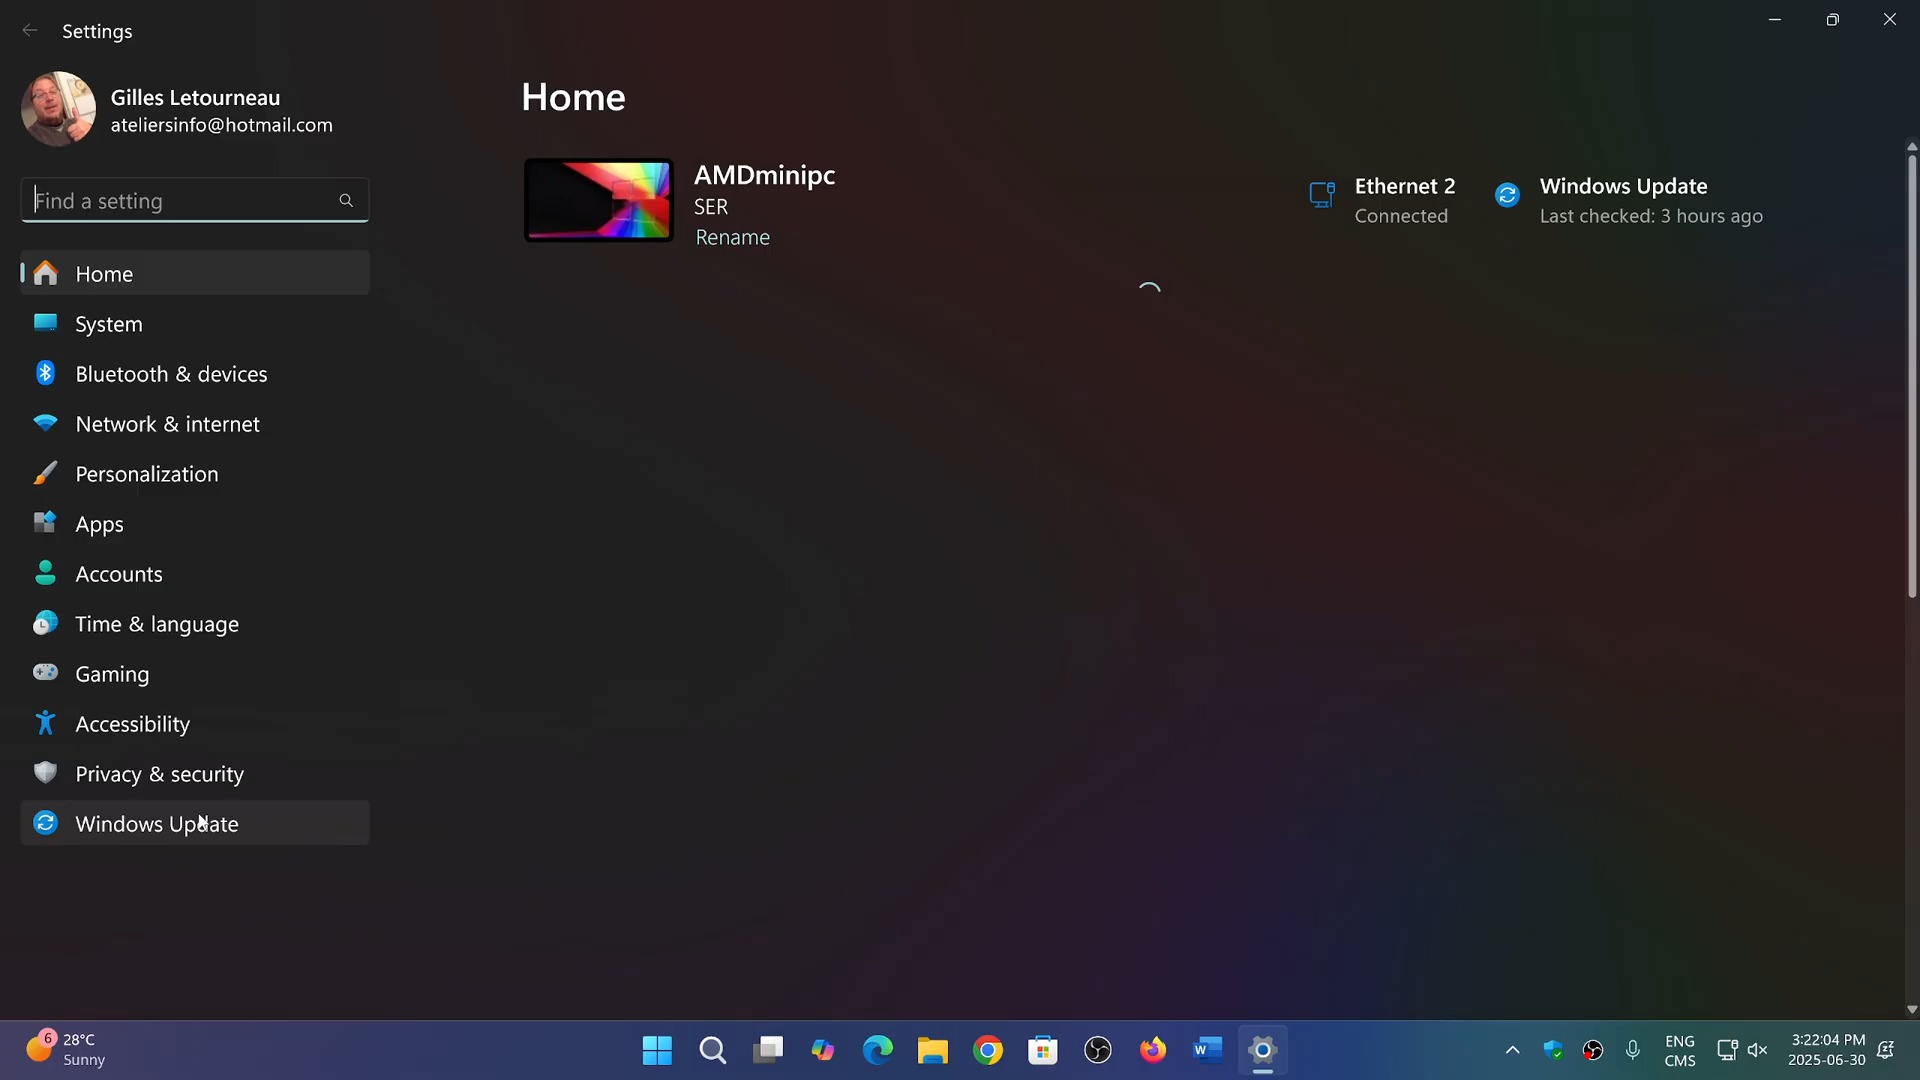 Settings
Gilles Letourneau
ateliersinfo@hotmail.com
Find a setting
Home
System
Bluetooth & devices
Network & internet
Personalization
Apps
Accounts
Time & language
Gaming
Accessibility
Privacy & security
Windows Update
Home
AMDminipc
SER
Rename
Ethernet 2
Connected
Windows Update
Last checked: 3 hours ago
6
28°C
Sunny
W
ENG
CMS
3:22:04 PM
2025-06-30